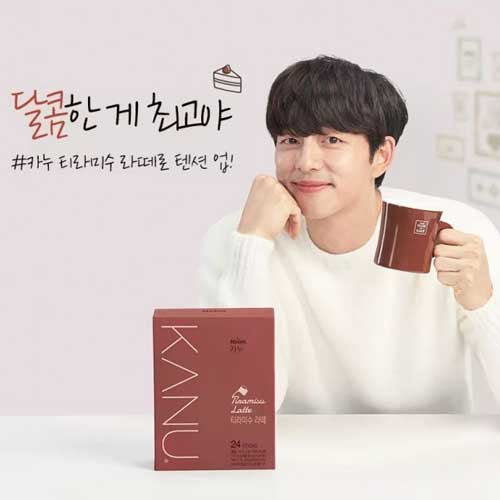 달콤한 게 최고야
#카누 티라미수 라떼로 텐션 업!
KANU
카누
Tiramisu
Latte
티라미수 라떼
24